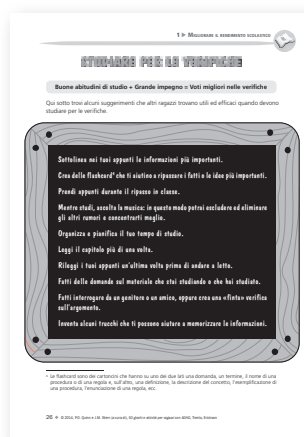 1 ➤ MIGLIORARE IL RENDIMENTO SCOLASTICO
STUDIARE PER LE VERIFICHE
Buone abitudini di studio + Grande impegno = Voti migliori nelle verifiche
Qui sotto trovi alcuni suggerimenti che altri ragazzi trovano utili ed efficaci quando devono
studiare per le verifiche.
Sottolinea nei tuoi appunti le informazioni più importanti.
Crea delle flashcard* che ti aiutino a ripassare i fatti o le idee più importanti.
Prendi appunti durante il ripasso in classe.
Mentre studi, ascolta la musica: in questo modo potrai escludere ed eliminare
gli altri rumori e concentrarti meglio.
Organizza e pianifica il tuo tempo di studio.
Leggi il capitolo più di una volta.
Rileggi i tuoi appunti un'ultima volta prima di andare a letto.
Fatti delle domande sul materiale che stai studiando o che hai studiato.
Fatti interrogare da un genitore o un amico, oppure crea una «finta» verifica
sull'argomento.
Inventa alcuni trucchi che ti possano aiutare a memorizzare le informazioni.
* Le flashcard sono dei cartoncini che hanno su uno dei due lati una domanda, un termine, il nome di una
procedura o di una regola e, sull'altro, una definizione, la descrizione del concetto, l'esemplificazione di
una procedura, l'enunciazione di una regola, ecc.
26 ✦ © 2014, P.O. Quinn e J.M. Stern (a cura di), 50 giochi e attività per ragazzi con ADHD, Trento, Erickson